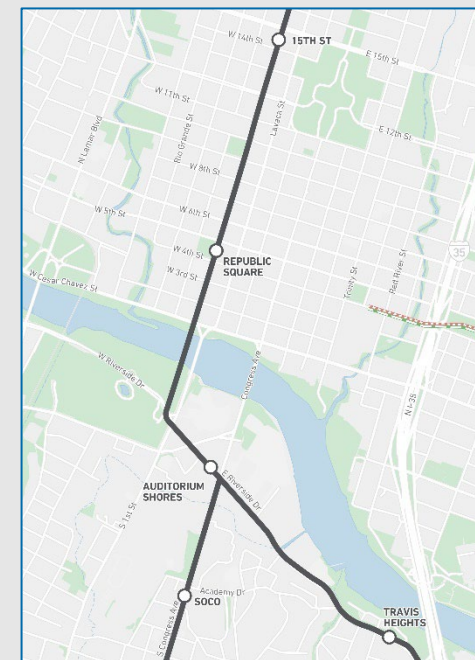 W 14th St
15TH ST
E 15th St
W 11th St
Lavaca St
E 12th St
N Lamar Blvd
Rio Grande St
W 8th St
W 5th St
W 6th St
W 4th St
REPUBLIC
SQUARE
W 3rd St
Trinity St
Red River St
35
W Cesar Chavez St
W Riverside Dr
Congress Ave
N I-35
AUDITORIUM
SHORES
E Riverside Dr
S 1st St
Academy Dr
SOCO
S Congress Ave
TRAVIS
HEIGHTS